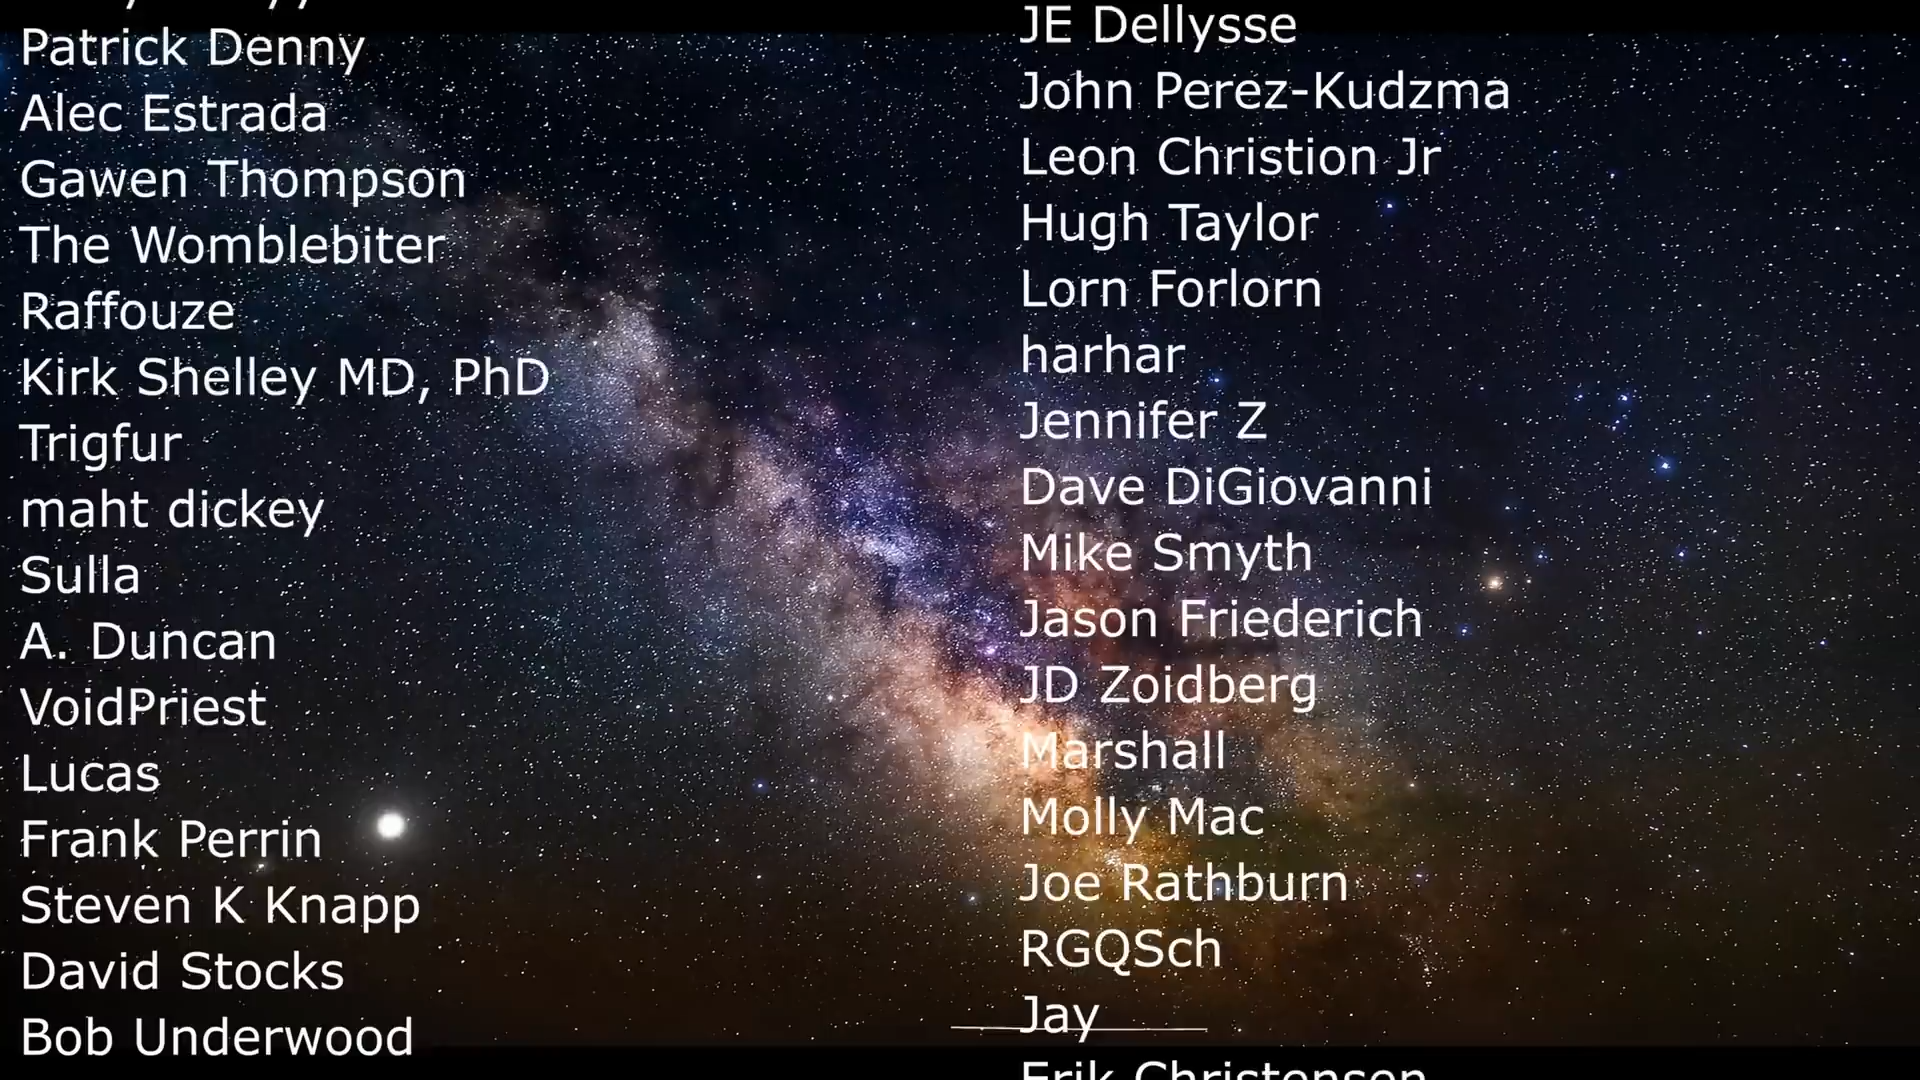 Patrick Denny
Alec Estrada
Gawen Thompson
The Womblebiter
Raffouze
Kirk Shelley MD, PhD
Trigfur
maht dickey
Sulla
A. Duncan
VoidPriest
Lucas
Frank Perrin
Steven K Knapp
David Stocks
Bob Underwood
JE Dellysse
John Perez-Kudzma
Leon Christion Jr
Hugh Taylor
Lorn Forlorn
harhar
Jennifer Z
Dave DiGiovanni
Mike Smyth
Jason Friederich
JD Zoidberg
Marshall
Molly Mac
Joe Rathburn
RGQSch
Jay
Erik Christensen